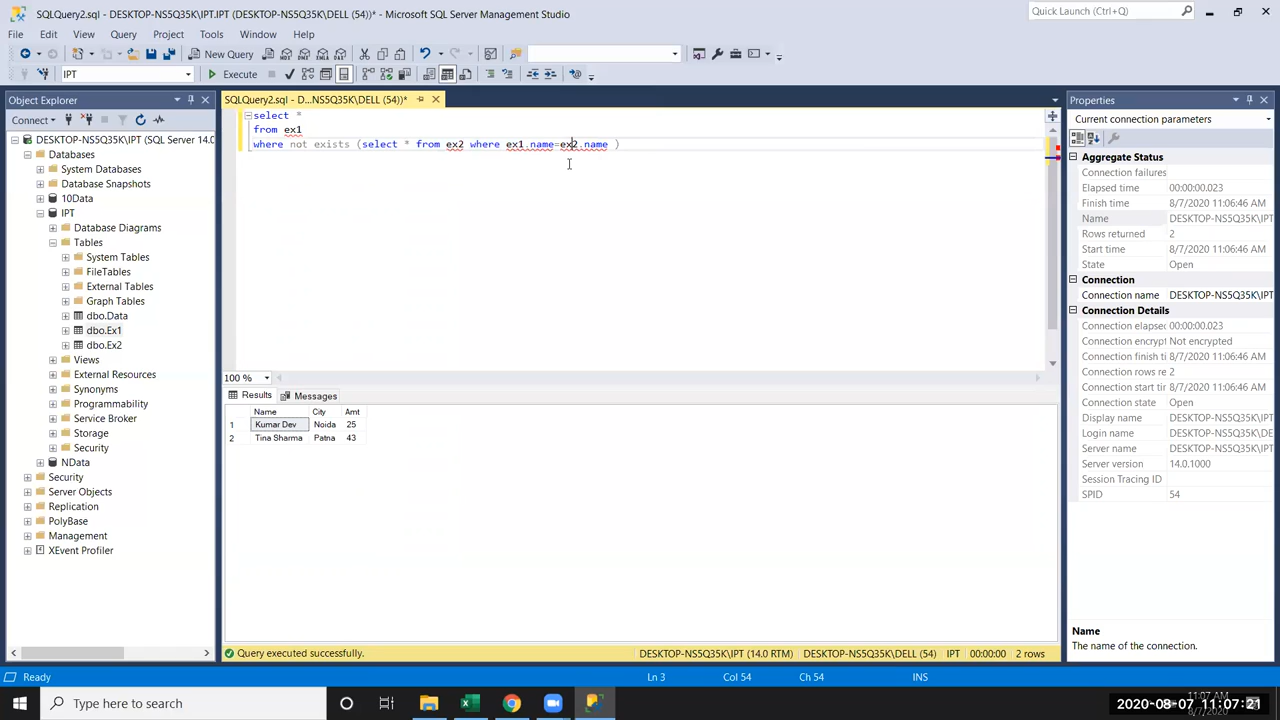 SQLQuery2.sql - DESKTOP-NS5Q35K\IPT.IPT (DESKTOP-NS5Q35K\DELL (54))* - Microsoft SQL Server Management Studio
Quick Launch (Ctrl+Q)
File Edit View Query Project Tools Window Help
New Query
IPT
Execute
Object Explorer
SQLQuery2.sql - D...NS5Q35K\DELL (54))*
Properties
Connect
Current connection parameters
select *
from ex1
where not exists (select * from ex2 where ex1.name=ex2.name )
DESKTOP-NS5Q35K\IPT (SQL Server 14.0
Databases
System Databases
Database Snapshots
10Data
IPT
Database Diagrams
Tables
System Tables
FileTables
External Tables
Graph Tables
dbo.Data
dbo.Ex1
dbo.Ex2
Views
External Resources
Synonyms
Programmability
Service Broker
Storage
Security
NData
Security
Server Objects
Replication
PolyBase
Management
XEvent Profiler
100 %
Results Messages
Name City Amt
1 Kumar Dev Noida 25
2 Tina Sharma Patna 43
Query executed successfully.
DESKTOP-NS5Q35K\IPT (14.0 RTM) DESKTOP-NS5Q35K\DELL (54) IPT 00:00:00 2 rows
Aggregate Status
Connection failures
Elapsed time 00:00:00.023
Finish time 8/7/2020 11:06:46 AM
Name DESKTOP-NS5Q35K\IPT
Rows returned 2
Start time 8/7/2020 11:06:46 AM
State Open
Connection
Connection name DESKTOP-NS5Q35K\IPT
Connection Details
Connection elapse 00:00:00.023
Connection encryp Not encrypted
Connection finish ti 8/7/2020 11:06:46 AM
Connection rows re 2
Connection start tin 8/7/2020 11:06:46 AM
Connection state Open
Display name DESKTOP-NS5Q35K\IPT
Login name DESKTOP-NS5Q35K\DE
Server name DESKTOP-NS5Q35K\IPT
Server version 14.0.1000
Session Tracing ID
SPID 54
Name
The name of the connection.
Ready
Ln 3 Col 54 Ch 54 INS
Type here to search
11:07 AM
2020-08-07 11:07:21
8/7/2020